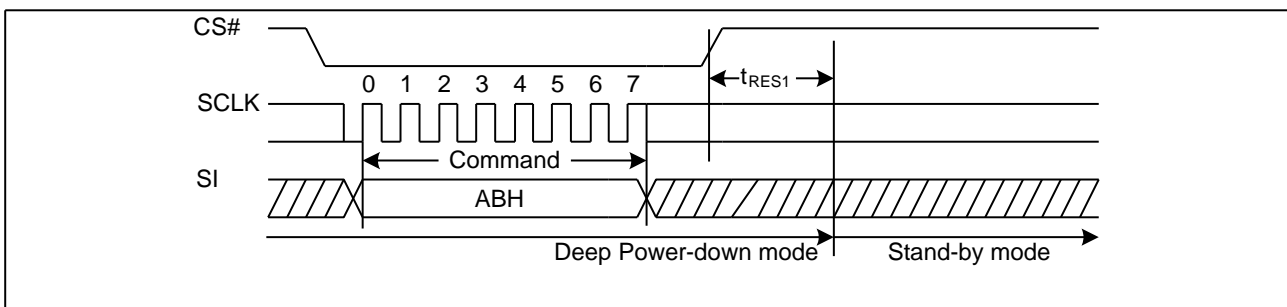 CS#
tRES1
0 1 2 3 4 5 6 7
SCLK
Command
SI
ABH
Deep Power-down mode Stand-by mode